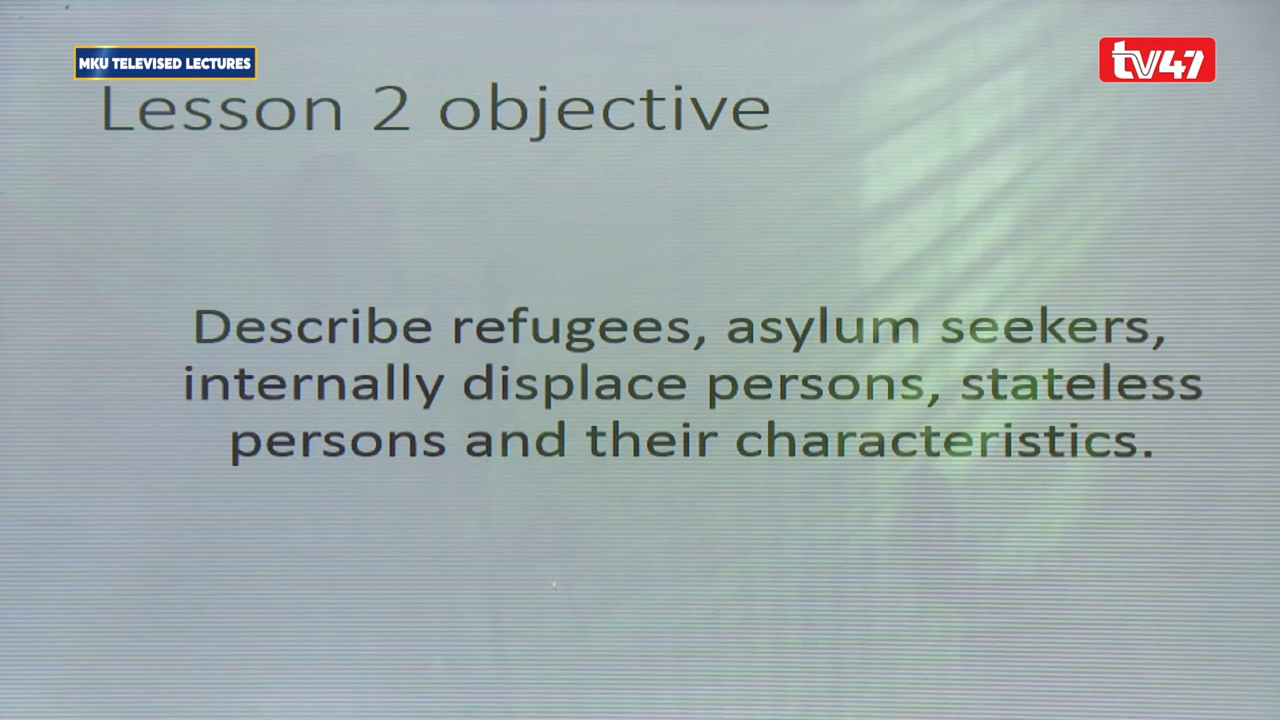 MKU TELEVISED LECTURES
tv47
Lesson 2 objective
Describe refugees, asylum seekers,
internally displace persons, stateless
persons and their characteristics.